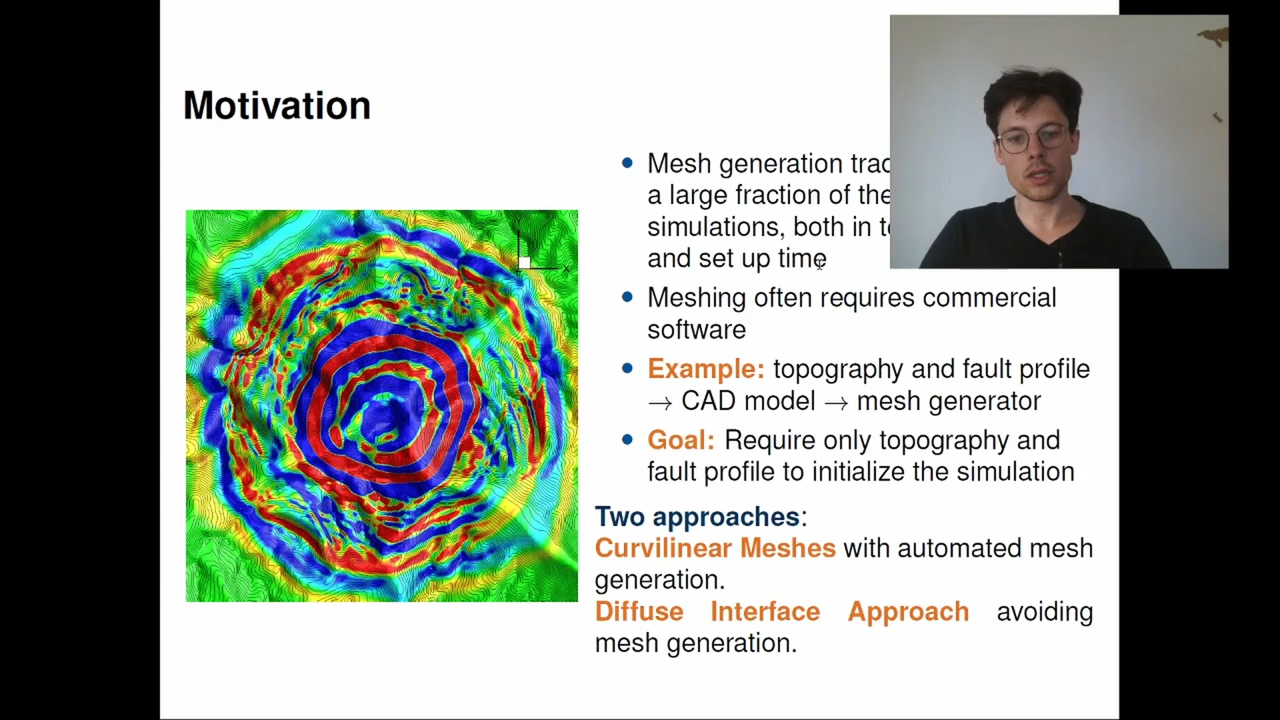 Motivation
Mesh generation
a large fraction of the
simulations, both in
and set up time
Meshing often requires commercial
software
Example: topography and fault profile
→ CAD model → mesh generator
Goal: Require only topography and
fault profile to initialize the simulation
Two approaches:
Curvilinear Meshes with automated mesh
generation.
Diffuse Interface Approach avoiding
mesh generation.